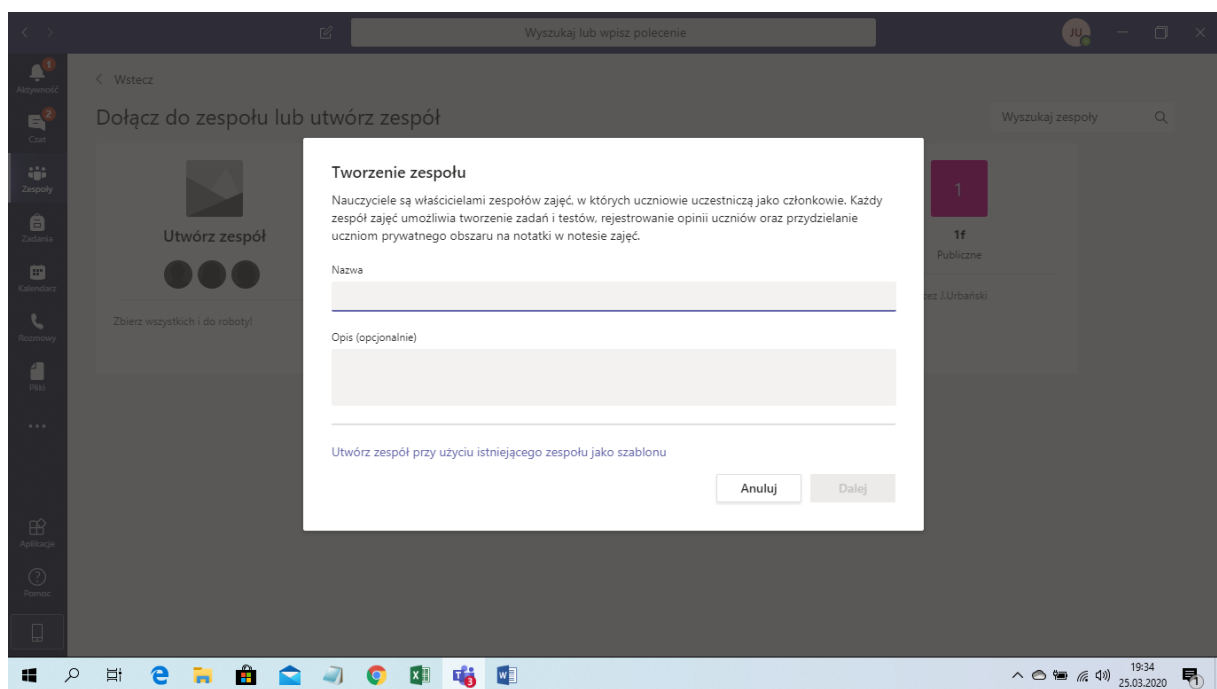 Wyszukaj lub wpisz polecenie
JU
1
Aktywność
Wstecz
2
Czat
Dołącz do zespołu lub utwórz zespół
Wyszukaj zespoły
Zespoły
Zadania
Kalendarz
Rozmowy
Pliki
Aplikacje
Pomoc
Utwórz zespół
Zbierz wszystkich i do roboty!
Tworzenie zespołu
Nauczyciele są właścicielami zespołów zajęć, w których uczniowie uczestniczą jako członkowie. Każdy
zespół zajęć umożliwia tworzenie zadań i testów, rejestrowanie opinii uczniów oraz przydzielanie
uczniom prywatnego obszaru na notatki w notesie zajęć.
Nazwa
Opis (opcjonalnie)
Utwórz zespół przy użyciu istniejącego zespołu jako szablonu
Anuluj
Dalej
1
1f
Publiczne
zez J.Urbański
19:34
25.03.2020